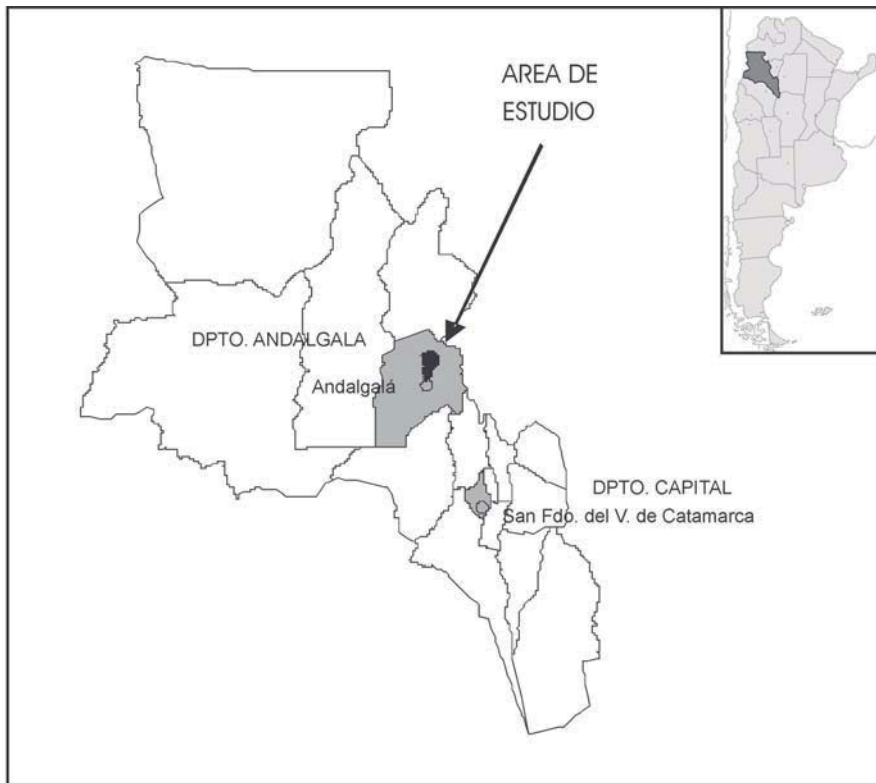 AREA DE
ESTUDIO
DPTO. ANDALGALA
Andalgalá
DPTO. CAPITAL
San Fdo. del V. de Catamarca